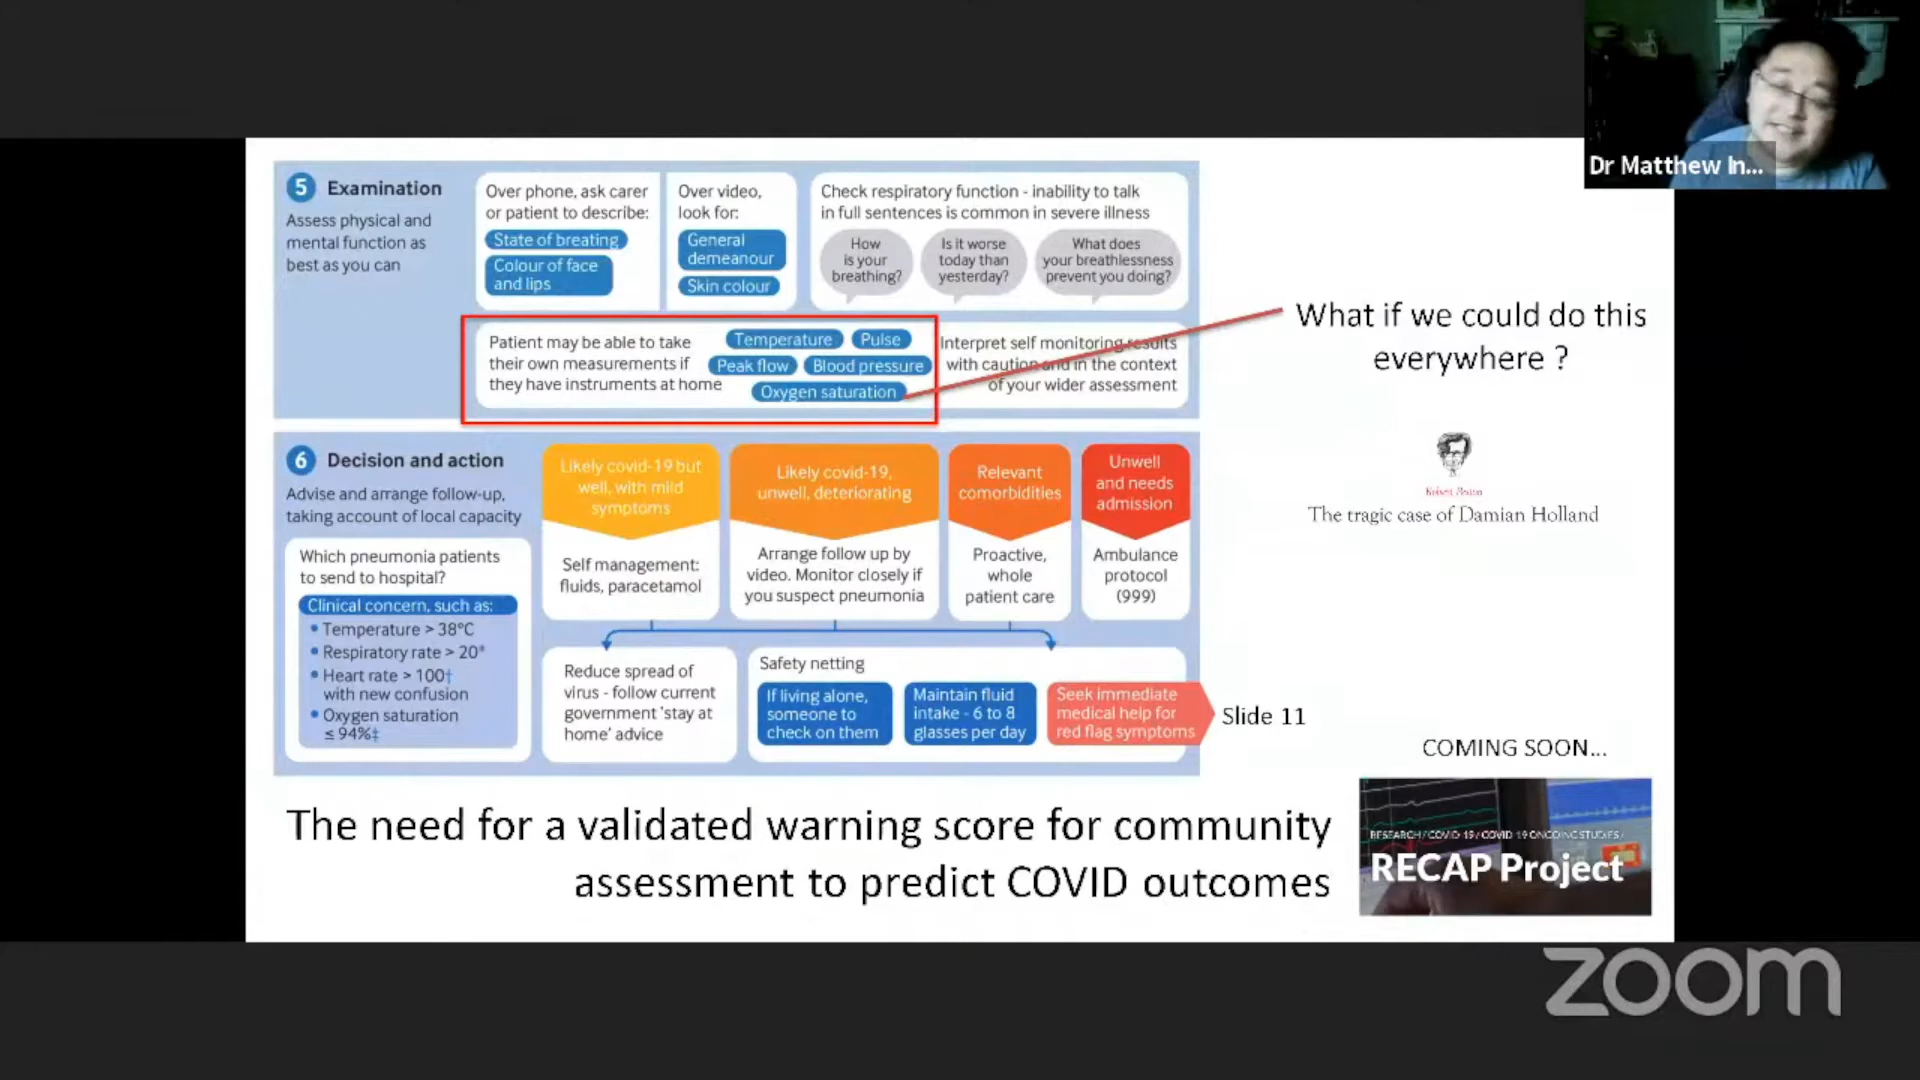 Dr Matthew In...
5 Examination
Assess physical and
mental function as
best as you can
Over phone, ask carer
or patient to describe:
State of breating
Colour of face
and lips
Over video,
look for:
General
demeanour
Skin colour
Check respiratory function - inability to talk
in full sentences is common in severe illness
How
is your
breathing?
Is it worse
today than
yesterday?
What does
your breathlessness
prevent you doing?
Patient may be able to take
their own measurements if
they have instruments at home
Temperature
Pulse
Peak flow
Blood pressure
Oxygen saturation
Interpret self monitoring results
with caution and in the context
of your wider assessment
What if we could do this
everywhere ?
The tragic case of Damian Holland
6 Decision and action
Advise and arrange follow-up,
taking account of local capacity
Which pneumonia patients
to send to hospital?
Clinical concern, such as:
• Temperature > 38°C
• Respiratory rate > 20*
• Heart rate > 100†
with new confusion
• Oxygen saturation
≤ 94%‡
Likely covid-19 but
well, with mild
symptoms
Self management:
fluids, paracetamol
Likely covid-19,
unwell, deteriorating
Arrange follow up by
video. Monitor closely if
you suspect pneumonia
Relevant
comorbidities
Proactive,
whole
patient care
Unwell
and needs
admission
Ambulance
protocol
(999)
Reduce spread of
virus - follow current
government ‘stay at
home’ advice
Safety netting
If living alone,
someone to
check on them
Maintain fluid
intake - 6 to 8
glasses per day
Seek immediate
medical help for
red flag symptoms
Slide 11
COMING SOON...
RESEARCH / COVID-19 / COVID-19 ONGOING STUDIES /
RECAP Project
The need for a validated warning score for community
assessment to predict COVID outcomes
zoom